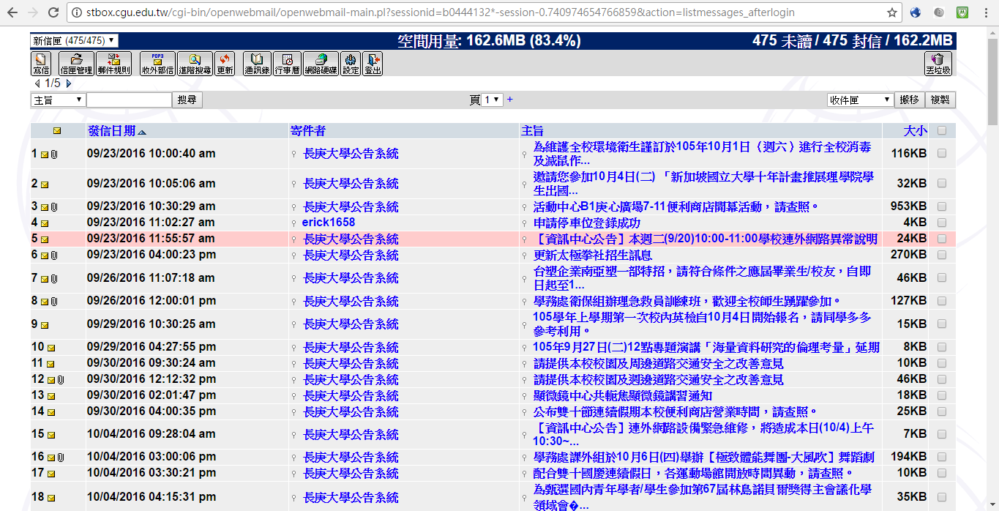 stbox.cgu.edu.tw/cgi-bin/openwebmail/openwebmail-main.pl?sessionid=b0444132*-session-0.740974654766859&action=listmessages_afterlogin
新信匣 (475/475) 空間用量: 162.6MB (83.4%) 475 未讀 / 475 封信 / 162.2MB
POP3
寫信 信匣管理 郵件規則 收外部信 進階搜尋 更新 通訊錄 行事曆 網路硬碟 設定 登出 丟垃圾
1/5
主旨 搜尋 頁 1 + 收件匣 搬移 複製
發信日期 寄件者 主旨 大小
1 09/23/2016 10:00:40 am 長庚大學公告系統 為維護全校環境衛生謹訂於105年10月1日〈週六〉進行全校消毒 116KB
及滅鼠作...
2 09/23/2016 10:05:06 am 長庚大學公告系統 邀請您參加10月4日(二) 「新加坡國立大學十年計畫推展理學院學 32KB
生出國...
3 09/23/2016 10:30:29 am 長庚大學公告系統 活動中心B1庚心廣場7-11便利商店開幕活動，請查照。 953KB
4 09/23/2016 11:02:27 am erick1658 申請停車位登錄成功 4KB
5 09/23/2016 11:55:57 am 長庚大學公告系統 【資訊中心公告】本週二(9/20)10:00-11:00學校連外網路異常說明 24KB
6 09/23/2016 04:00:23 pm 長庚大學公告系統 更新太極拳社招生訊息 270KB
7 09/26/2016 11:07:18 am 長庚大學公告系統 台塑企業南亞塑一部特招，請符合條件之應屆畢業生/校友，自即 46KB
日起至1...
8 09/26/2016 12:00:01 pm 長庚大學公告系統 學務處衛保組辦理急救員訓練班，歡迎全校師生踴躍參加。 127KB
9 09/29/2016 10:30:25 am 長庚大學公告系統 105學年上學期第一次校內英檢自10月4日開始報名，請同學多多 15KB
參考利用。
10 09/29/2016 04:27:55 pm 長庚大學公告系統 105年9月27日(二)12點專題演講「海量資料研究的倫理考量」延期 8KB
11 09/30/2016 09:30:24 am 長庚大學公告系統 請提供本校校園及周邊道路交通安全之改善意見 10KB
12 09/30/2016 12:12:32 pm 長庚大學公告系統 請提供本校校園及週邊道路交通安全之改善意見 46KB
13 09/30/2016 02:01:47 pm 長庚大學公告系統 顯微鏡中心共軛焦顯微鏡講習通知 18KB
14 09/30/2016 04:00:35 pm 長庚大學公告系統 公布雙十節連續假期本校便利商店營業時間，請查照。 25KB
15 10/04/2016 09:28:04 am 長庚大學公告系統 【資訊中心公告】連外網路設備緊急維修，將造成本日(10/4)上午 7KB
10:30~...
16 10/04/2016 03:00:06 pm 長庚大學公告系統 學務處課外組於10月6日(四)舉辦【極致體能舞團-大風吹】舞蹈劇 194KB
17 10/04/2016 03:30:21 pm 長庚大學公告系統 配合雙十國慶連續假日，各運動場館開放時間異動，請查照。 10KB
18 10/04/2016 04:15:31 pm 長庚大學公告系統 為甄選國內青年學者/學生參加第67屆林島諾貝爾獎得主會議化學 35KB
領域會�...